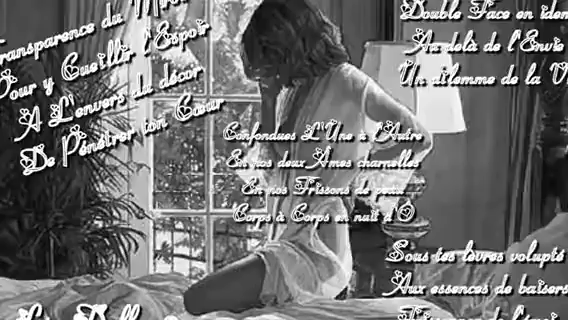 Transparence du
Pour y Cueillir l'Espoir
A L'envers du décor
De Pénétrer ton Cœur
Double Face en
Au delà de l'Envie
Un dilemme de la
Confondues L'Une à l'Autre
En nos deux Âmes charnelles
En nos Frissons de peau
Corps à Corps en nuit d'O
Sous tes lèvres volupté
Aux essences de baisers